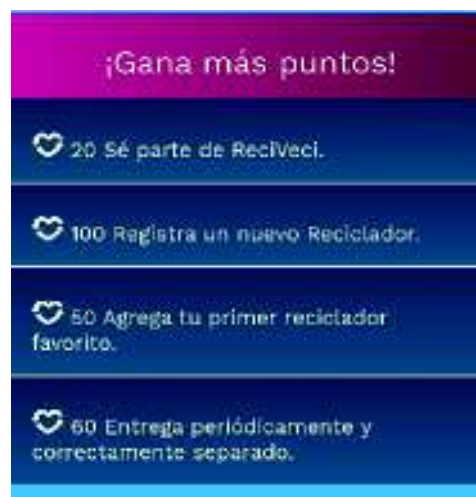 ¡Gana más puntos!
20 Sé parte de ReciVeci.
100 Registra un nuevo Reciclador.
50 Agrega tu primer reciclador
favorito.
60 Entrega periódicamente y
correctamente separado.